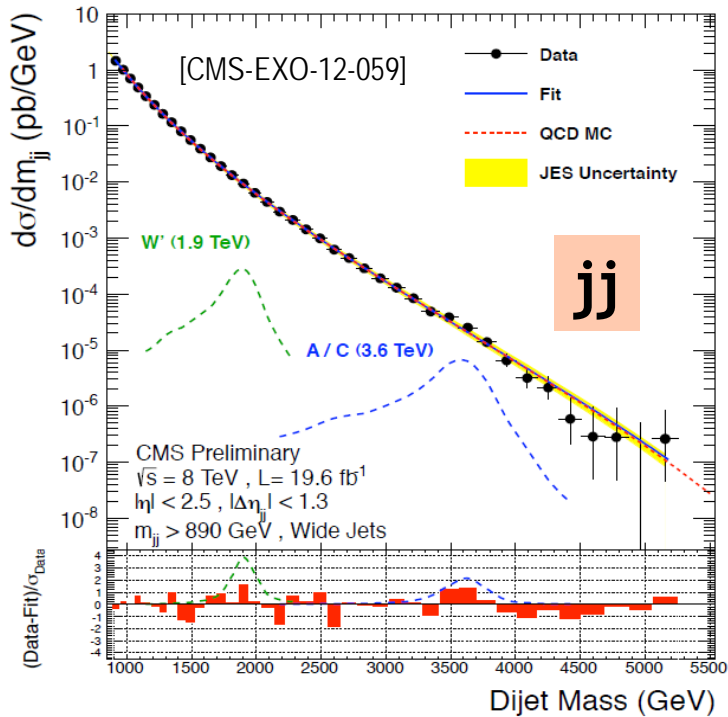 [CMS-EXO-12-059]
Data
Fit
QCD MC
JES Uncertainty
dσ/dm_jj (pb/GeV)
10
1
10^-1
10^-2
10^-3
10^-4
10^-5
10^-6
10^-7
10^-8
W' (1.9 TeV)
jj
A / C (3.6 TeV)
CMS Preliminary
√s = 8 TeV , L= 19.6 fb^-1
|η| < 2.5 , |Δη_jj| < 1.3
m_jj > 890 GeV , Wide Jets
(Data-Fit)/σ_Data
4
3
2
1
0
-1
-2
-3
-4
1000 1500 2000 2500 3000 3500 4000 4500 5000 5500
Dijet Mass (GeV)